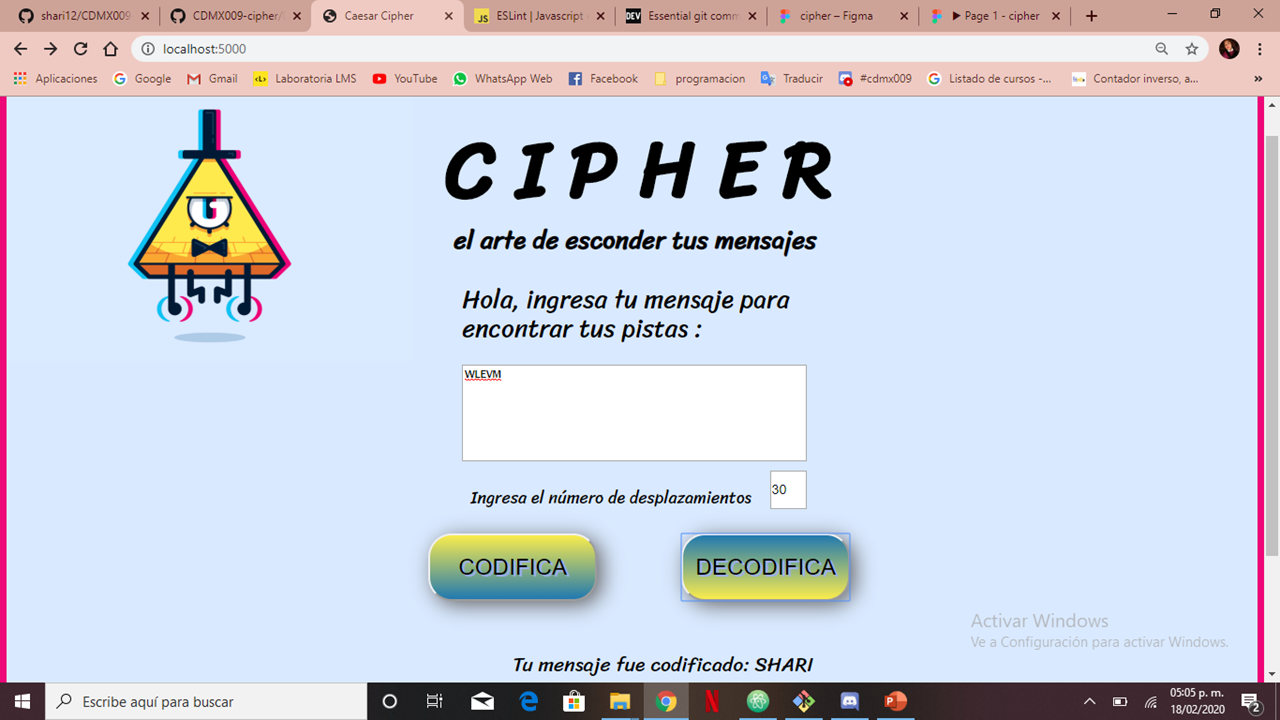 shari12/CDMX009
CDMX009-cipher/
Caesar Cipher
JS
ESLint | Javascript
DEV
Essential git com
cipher – Figma
▶ Page 1 - cipher
localhost:5000
Aplicaciones
Google
Gmail
Laboratoria LMS
YouTube
WhatsApp Web
Facebook
programcion
Traducir
#cdmx009
Listado de cursos -...
Contador inverso, a...
»
CIPHER
el arte de esconder tus mensajes
Hola, ingresa tu mensaje para
encontrar tus pistas :
WLEVM
Ingresa el número de desplazamientos
30
CODIFICA
DECODIFICA
Activar Windows
Ve a Configuración para activar Windows.
Tu mensaje fue codificado: SHARI
Escribe aquí para buscar
05:05 p. m.
18/02/2020
2